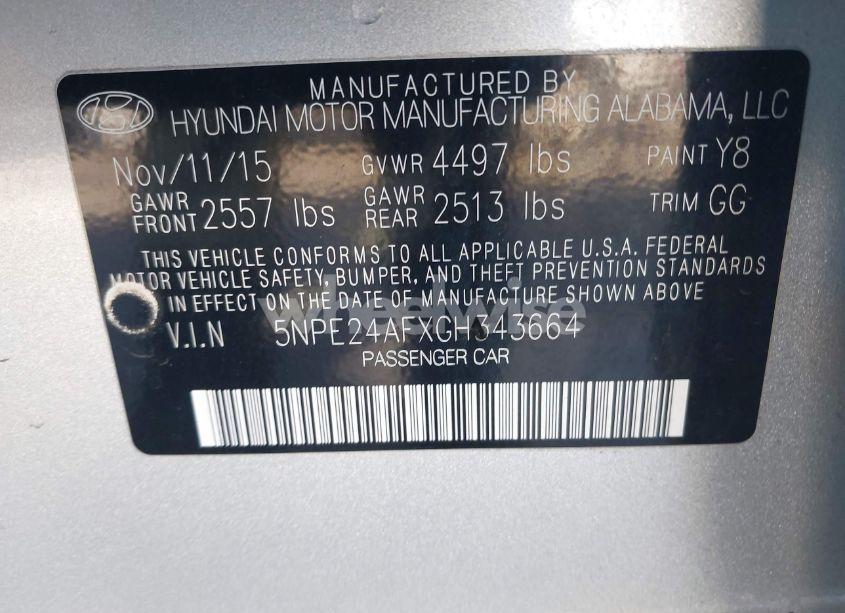 MANUFACTURED BY
HYUNDAI MOTOR MANUFACTURING ALABAMA, LLC
Nov/11/15 GVWR 4497 lbs PAINT Y8
GAWR FRONT 2557 lbs GAWR REAR 2513 lbs TRIM GG
THIS VEHICLE CONFORMS TO ALL APPLICABLE U.S.A. FEDERAL
MOTOR VEHICLE SAFETY, BUMPER, AND THEFT PREVENTION STANDARDS
IN EFFECT ON THE DATE OF MANUFACTURE SHOWN ABOVE
wheelwise
V.I.N 5NPE24AFXGH343664
PASSENGER CAR